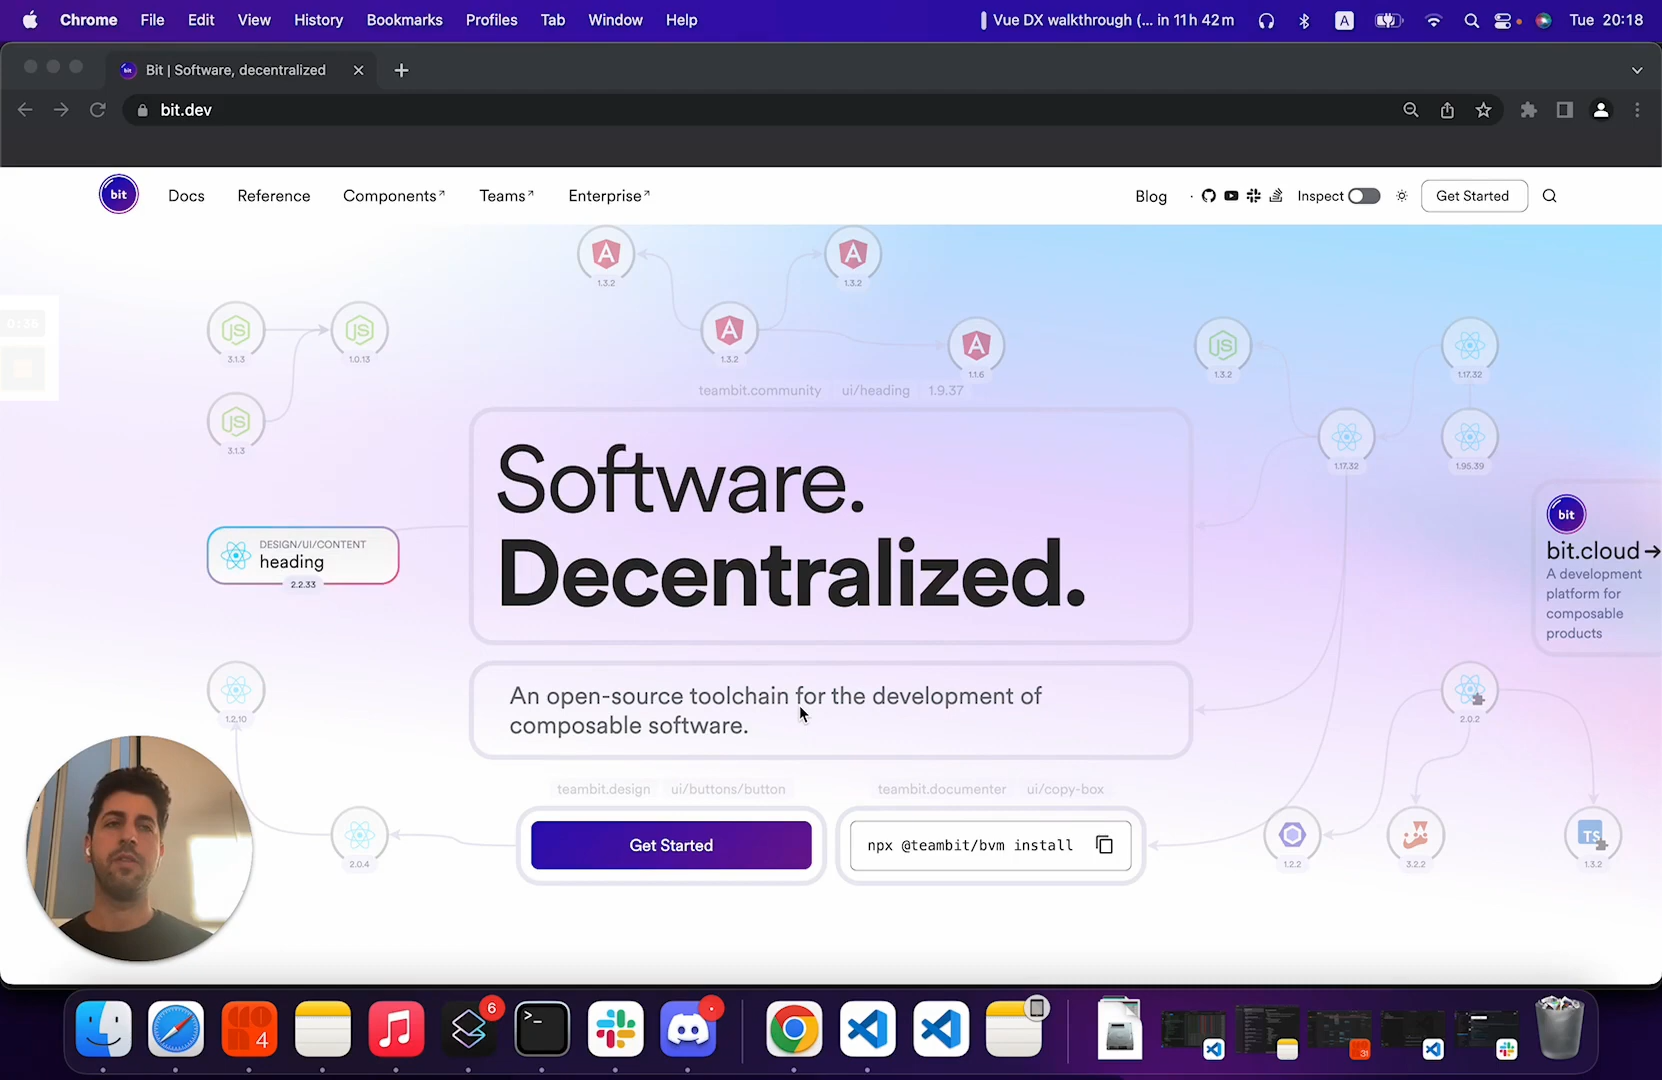 Chrome File Edit View History Bookmarks Profiles Tab Window Help
Vue DX walkthrough (... in 11 h 42 m
A
Tue 20:18
bit
Bit | Software, decentralized
bit.dev
bit
Docs Reference Components↗ Teams↗ Enterprise↗
Blog
Inspect
Get Started
1.3.2
1.3.2
0:35
3.1.3
1.0.13
1.3.2
1.1.6
1.3.2
1.17.32
teambit.community ui/heading 1.9.37
3.1.3
1.17.32
1.95.39
Software.
Decentralized.
DESIGN/UI/CONTENT
heading
2.2.33
bit
bit.cloud→
A development
platform for
composable
products
An open-source toolchain for the development of
composable software.
1.2.10
2.0.2
teambit.design ui/buttons/button
teambit.documenter ui/copy-box
Get Started
npx @teambit/bvm install
2.0.4
1.2.2
3.2.2
TS
1.3.2
4
6
>_
31